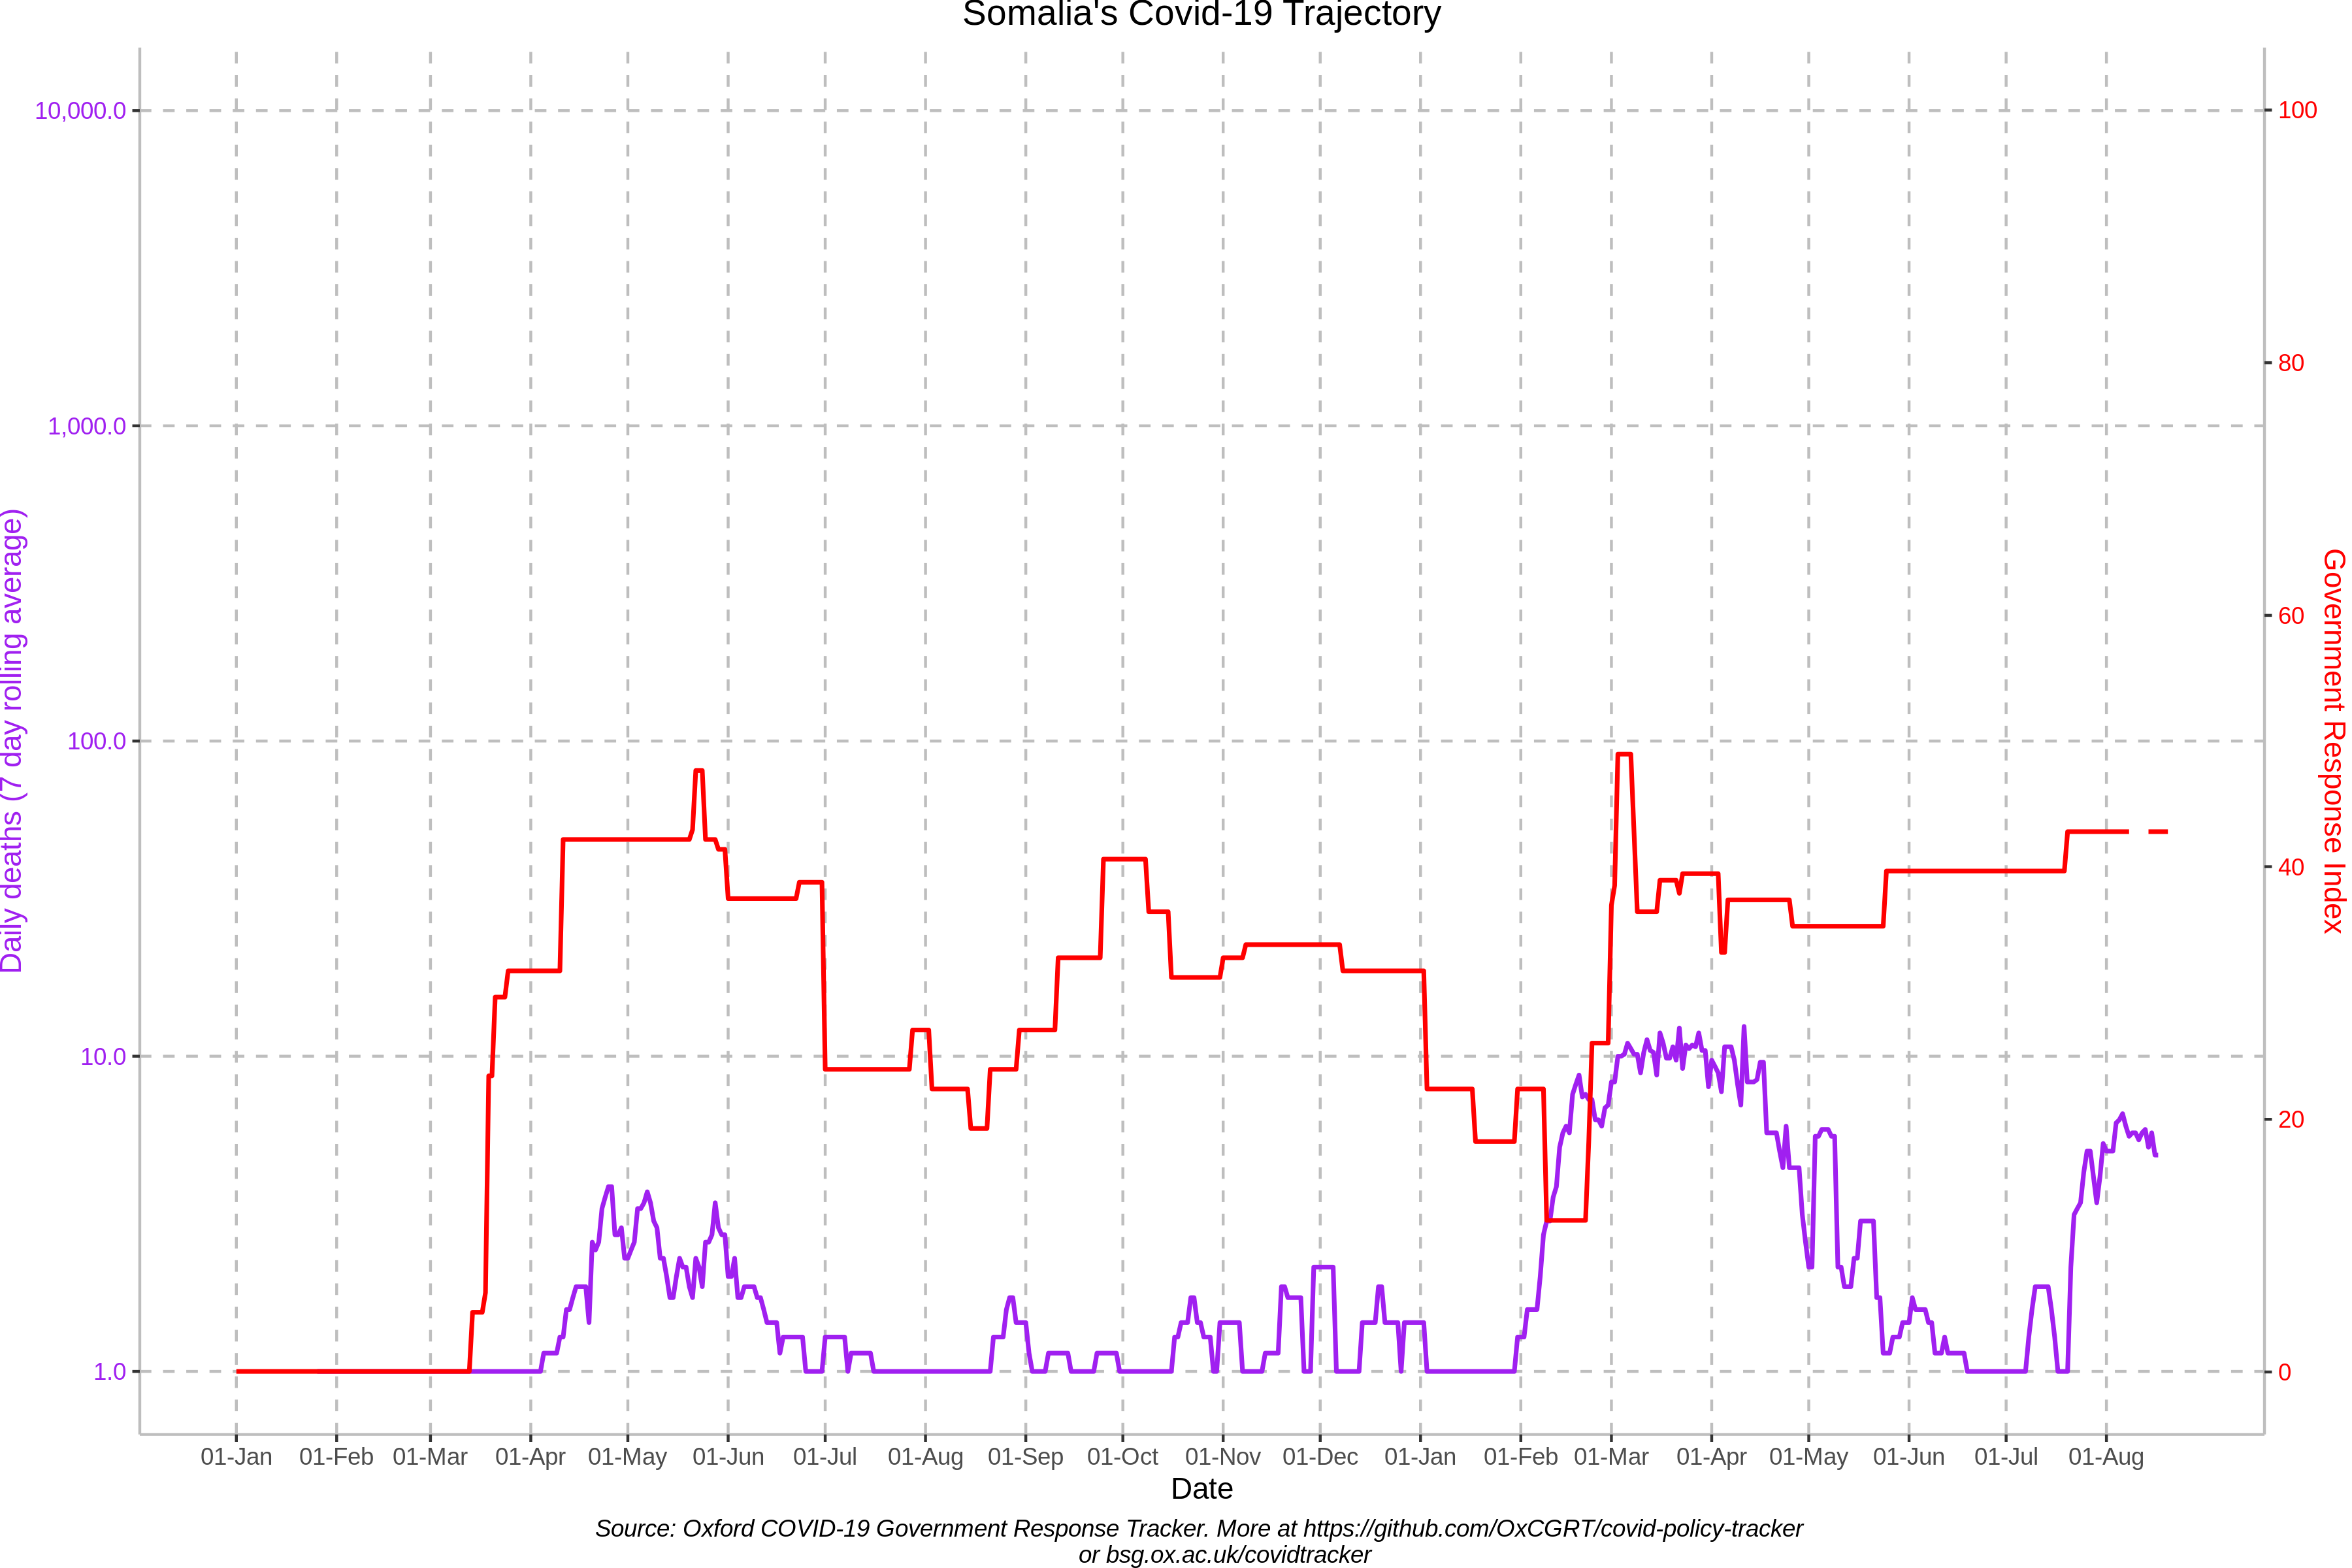 Somalia's Covid-19 Trajectory
10,000.0
1,000.0
100.0
10.0
1.0
Daily deaths (7 day rolling average)
100
80
60
40
20
0
Government Response Index
01-Jan 01-Feb 01-Mar 01-Apr 01-May 01-Jun 01-Jul 01-Aug 01-Sep 01-Oct 01-Nov 01-Dec 01-Jan 01-Feb 01-Mar 01-Apr 01-May 01-Jun 01-Jul 01-Aug
Date
Source: Oxford COVID-19 Government Response Tracker. More at https://github.com/OxCGRT/covid-policy-tracker
or bsg.ox.ac.uk/covidtracker